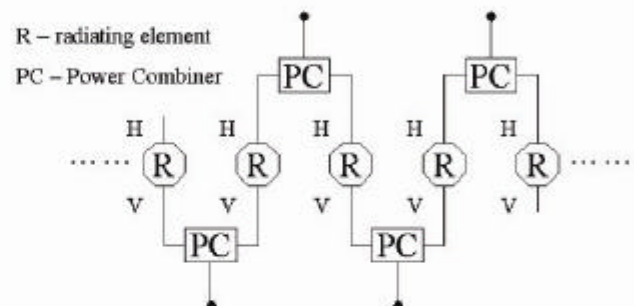 R – radiating element
PC – Power Combiner
PC PC
H H H H H
...... R R R R R ......
V V V V V
PC PC